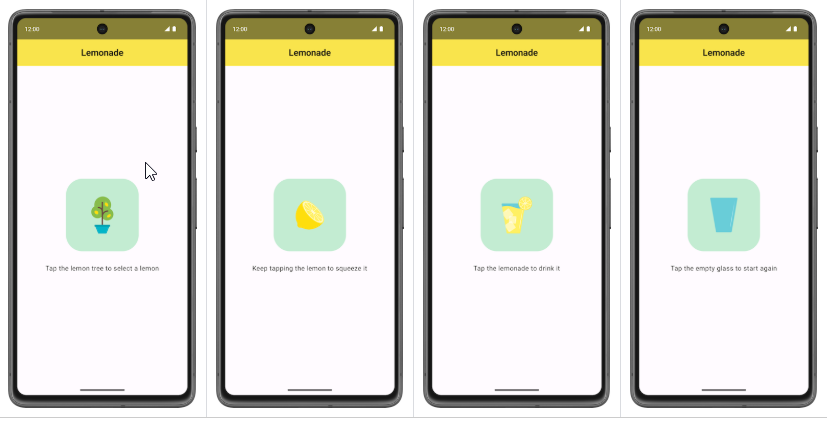 12:00
Lemonade
Tap the lemon tree to select a lemon
12:00
Lemonade
Keep tapping the lemon to squeeze it
12:00
Lemonade
Tap the lemonade to drink it
12:00
Lemonade
Tap the empty glass to start again